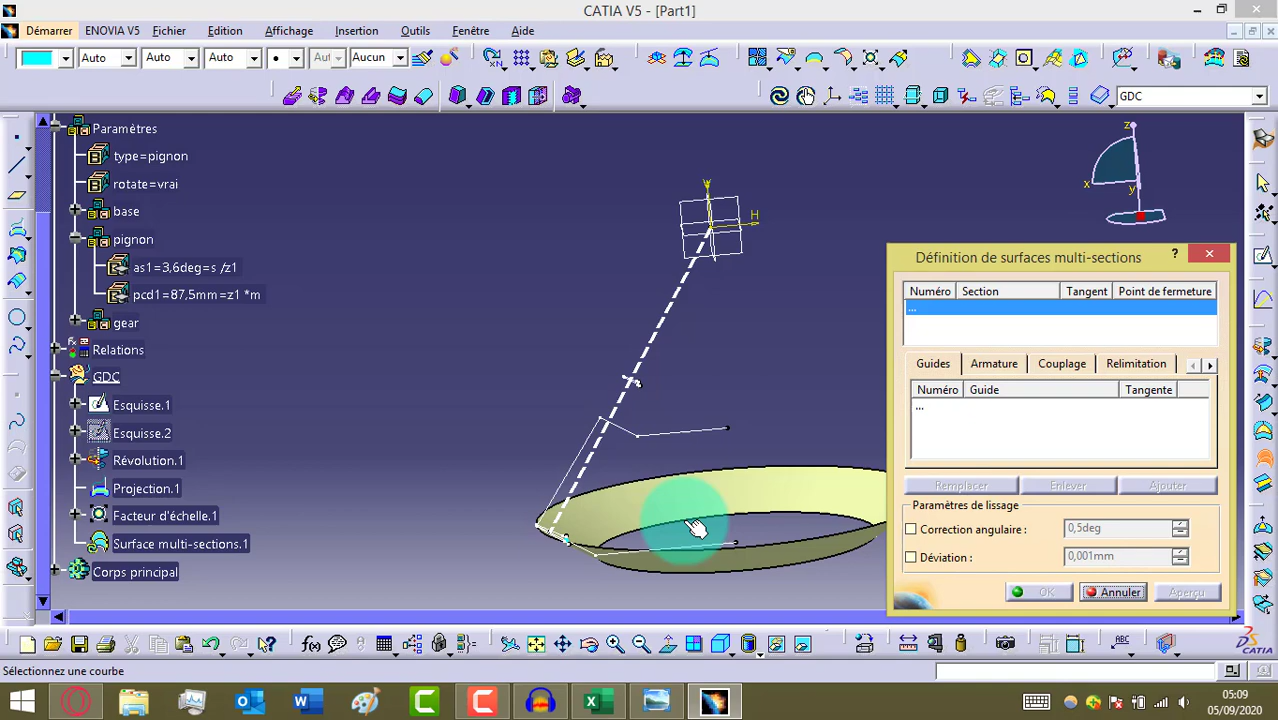 CATIA V5 - [Part1]
Démarrer ENOVIA V5 Fichier Edition Affichage Insertion Outils Fenêtre Aide
Auto Auto Auto Aut Aucun
GDC
Paramètres
type=pignon
rotate=vrai
base
pignon
as1=3,6deg=s /z1
pcd1=87,5mm=z1 *m
gear
Relations
GDC
Esquisse.1
Esquisse.2
Révolution.1
Projection.1
Facteur d'échelle.1
Surface multi-sections.1
Corps principal
H
z
x
y
Définition de surfaces multi-sections
?
Numéro Section Tangent Point de fermeture
...
Guides Armature Couplage Relimitation
Numéro Guide Tangente
...
Remplacer Enlever Ajouter
Paramètres de lissage
Correction angulaire : 0,5deg
Déviation : 0,001mm
OK Annuler Aperçu
Sélectionnez une courbe
05:09
05/09/2020